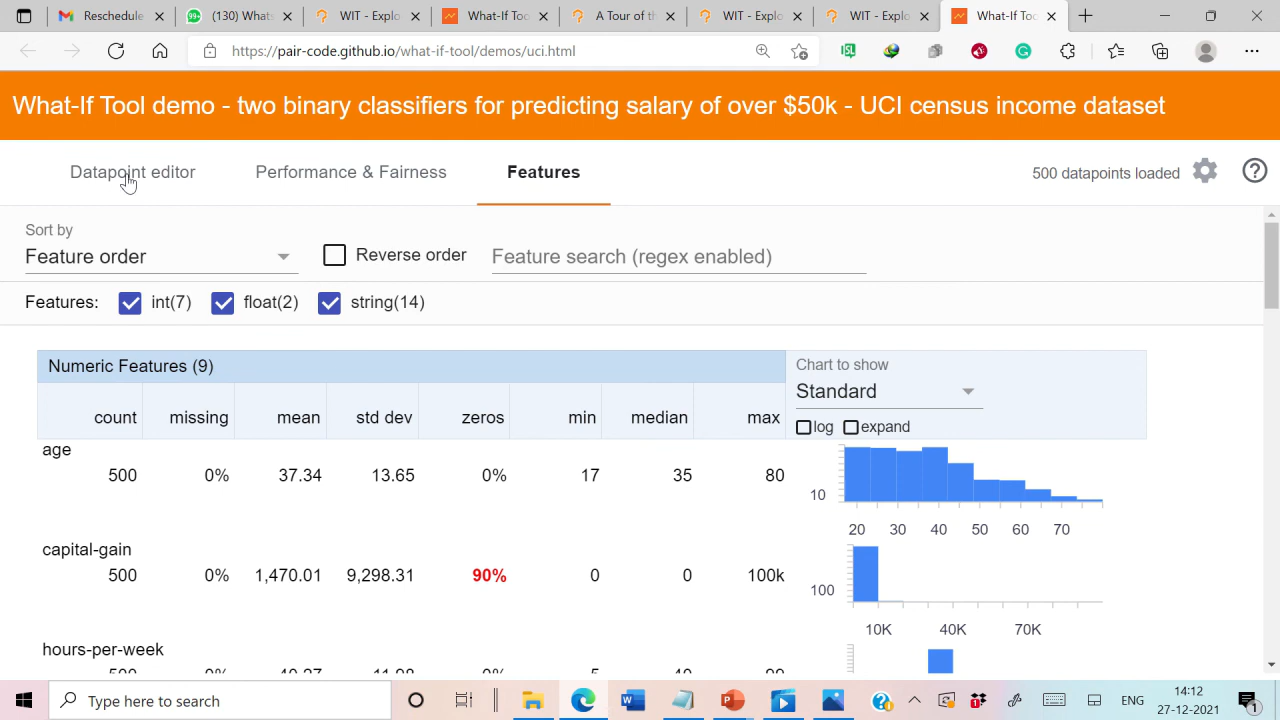 Reschedule
(130) Whats
WIT - Explo
What-If Too
A Tour of th
WIT - Explo
WIT - Explo
What-If Too
https://pair-code.github.io/what-if-tool/demos/uci.html
What-If Tool demo - two binary classifiers for predicting salary of over $50k - UCI census income dataset
Datapoint editor Performance & Fairness Features 500 datapoints loaded
Sort by
Feature order Reverse order Feature search (regex enabled)
Features: int(7) float(2) string(14)
Numeric Features (9) Chart to show
Standard
count missing mean std dev zeros min median max
log expand
age
500 0% 37.34 13.65 0% 17 35 80
10
20 30 40 50 60 70
capital-gain
500 0% 1,470.01 9,298.31 90% 0 0 100k
100
10K 40K 70K
hours-per-week
Type here to search
ENG
14:12
27-12-2021
1